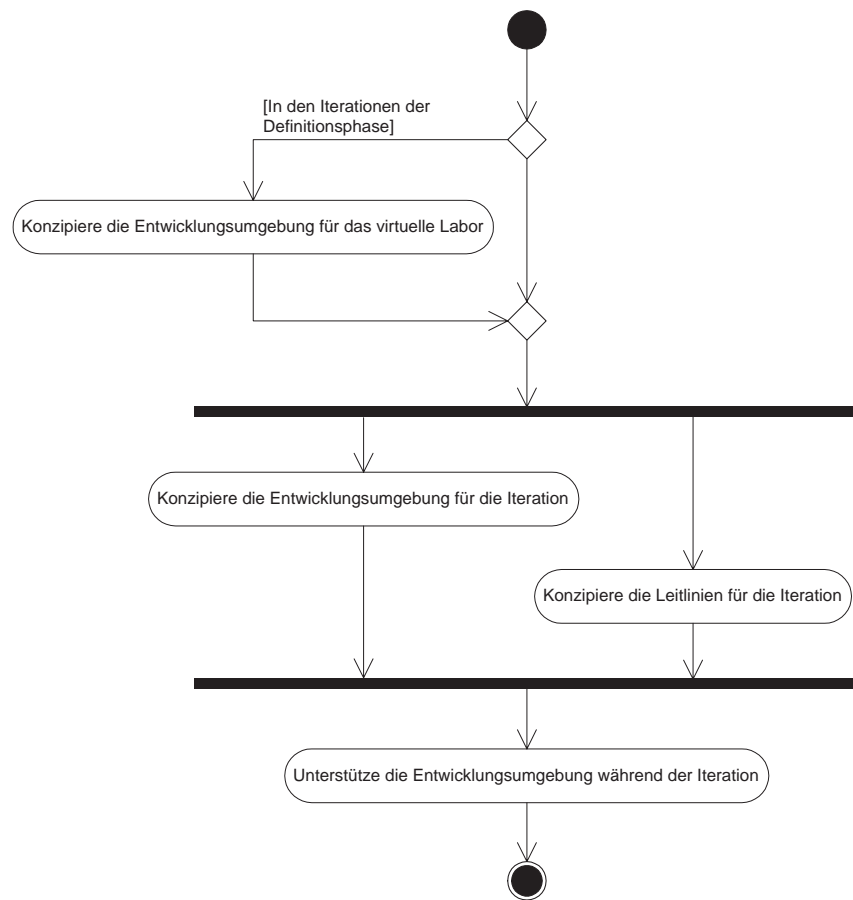 [In den Iterationen der
Definitionsphase]
Konzipiere die Entwicklungsumgebung für das virtuelle Labor
Konzipiere die Entwicklungsumgebung für die Iteration
Konzipiere die Leitlinien für die Iteration
Unterstütze die Entwicklungsumgebung während der Iteration